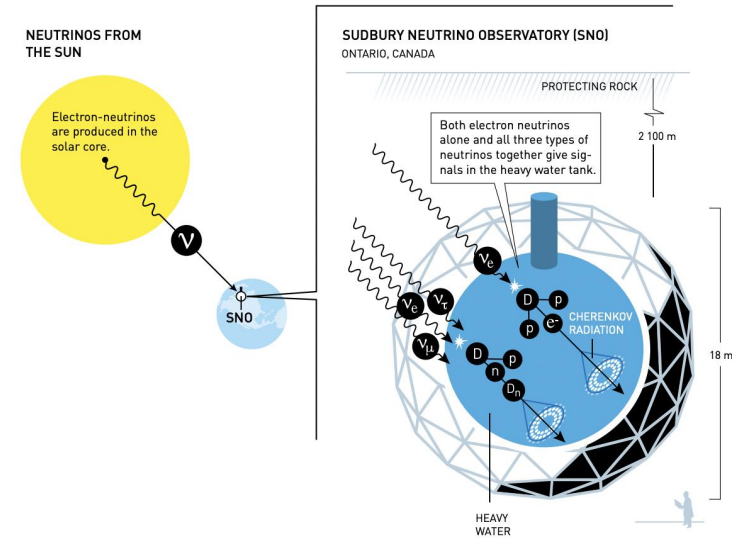 NEUTRINOS FROM
THE SUN
Electron-neutrinos
are produced in the
solar core.
ν
SNO
SUDBURY NEUTRINO OBSERVATORY (SNO)
ONTARIO, CANADA
PROTECTING ROCK
2 100 m
Both electron neutrinos
alone and all three types of
neutrinos together give sig-
nals in the heavy water tank.
νe
D p
p e-
CHERENKOV
RADIATION
νe ντ
νμ
D p
n
Dn
18 m
HEAVY
WATER